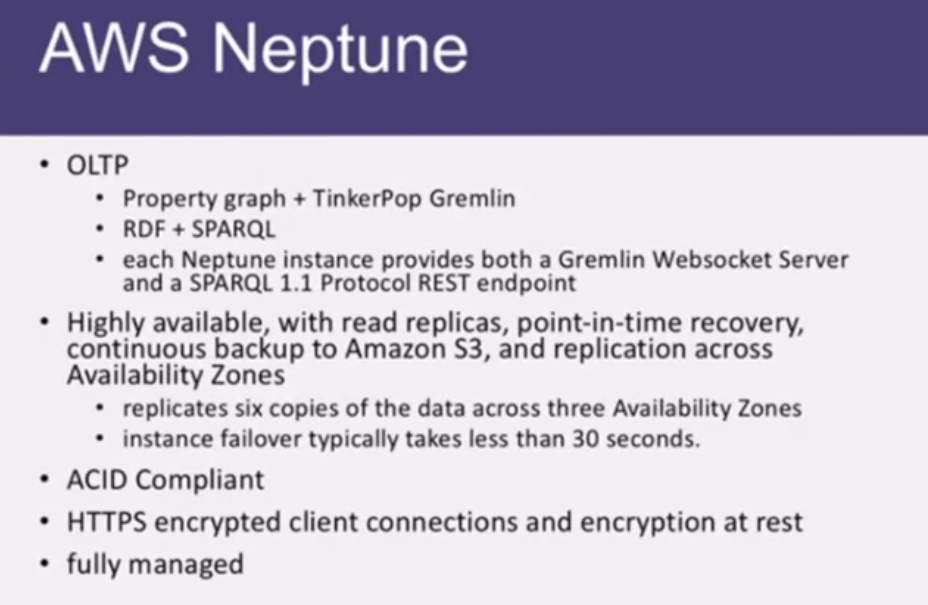 AWS Neptune
• OLTP
• Property graph + TinkerPop Gremlin
• RDF + SPARQL
• each Neptune instance provides both a Gremlin Websocket Server
and a SPARQL 1.1 Protocol REST endpoint
• Highly available, with read replicas, point-in-time recovery,
continuous backup to Amazon S3, and replication across
Availability Zones
• replicates six copies of the data across three Availability Zones
• instance failover typically takes less than 30 seconds.
• ACID Compliant
• HTTPS encrypted client connections and encryption at rest
• fully managed